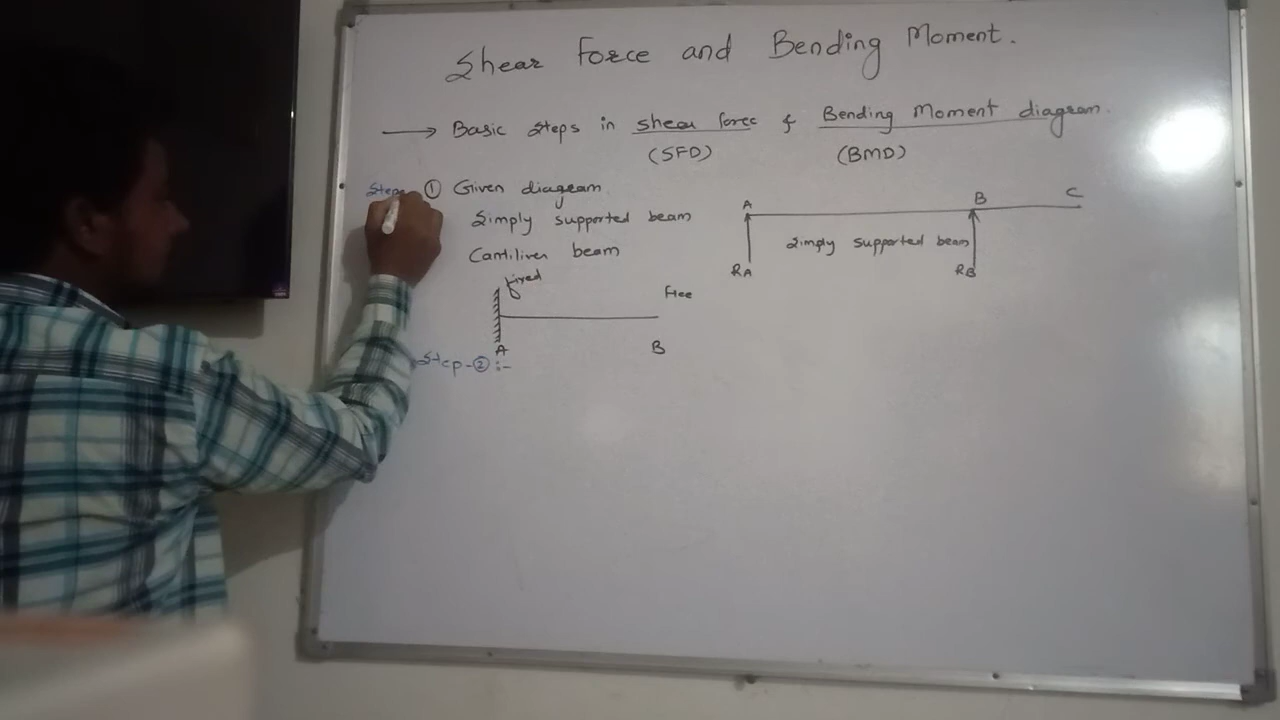 Shear Force and Bending Moment.
→ Basic Steps in shear force & Bending Moment diagram.
(SFD) (BMD)
Step ① Given diagram
Simply supported beam
Cantiliver beam
Fixed
Free
A B
A B C
Simply supported beam
RA RB
Step-② :-